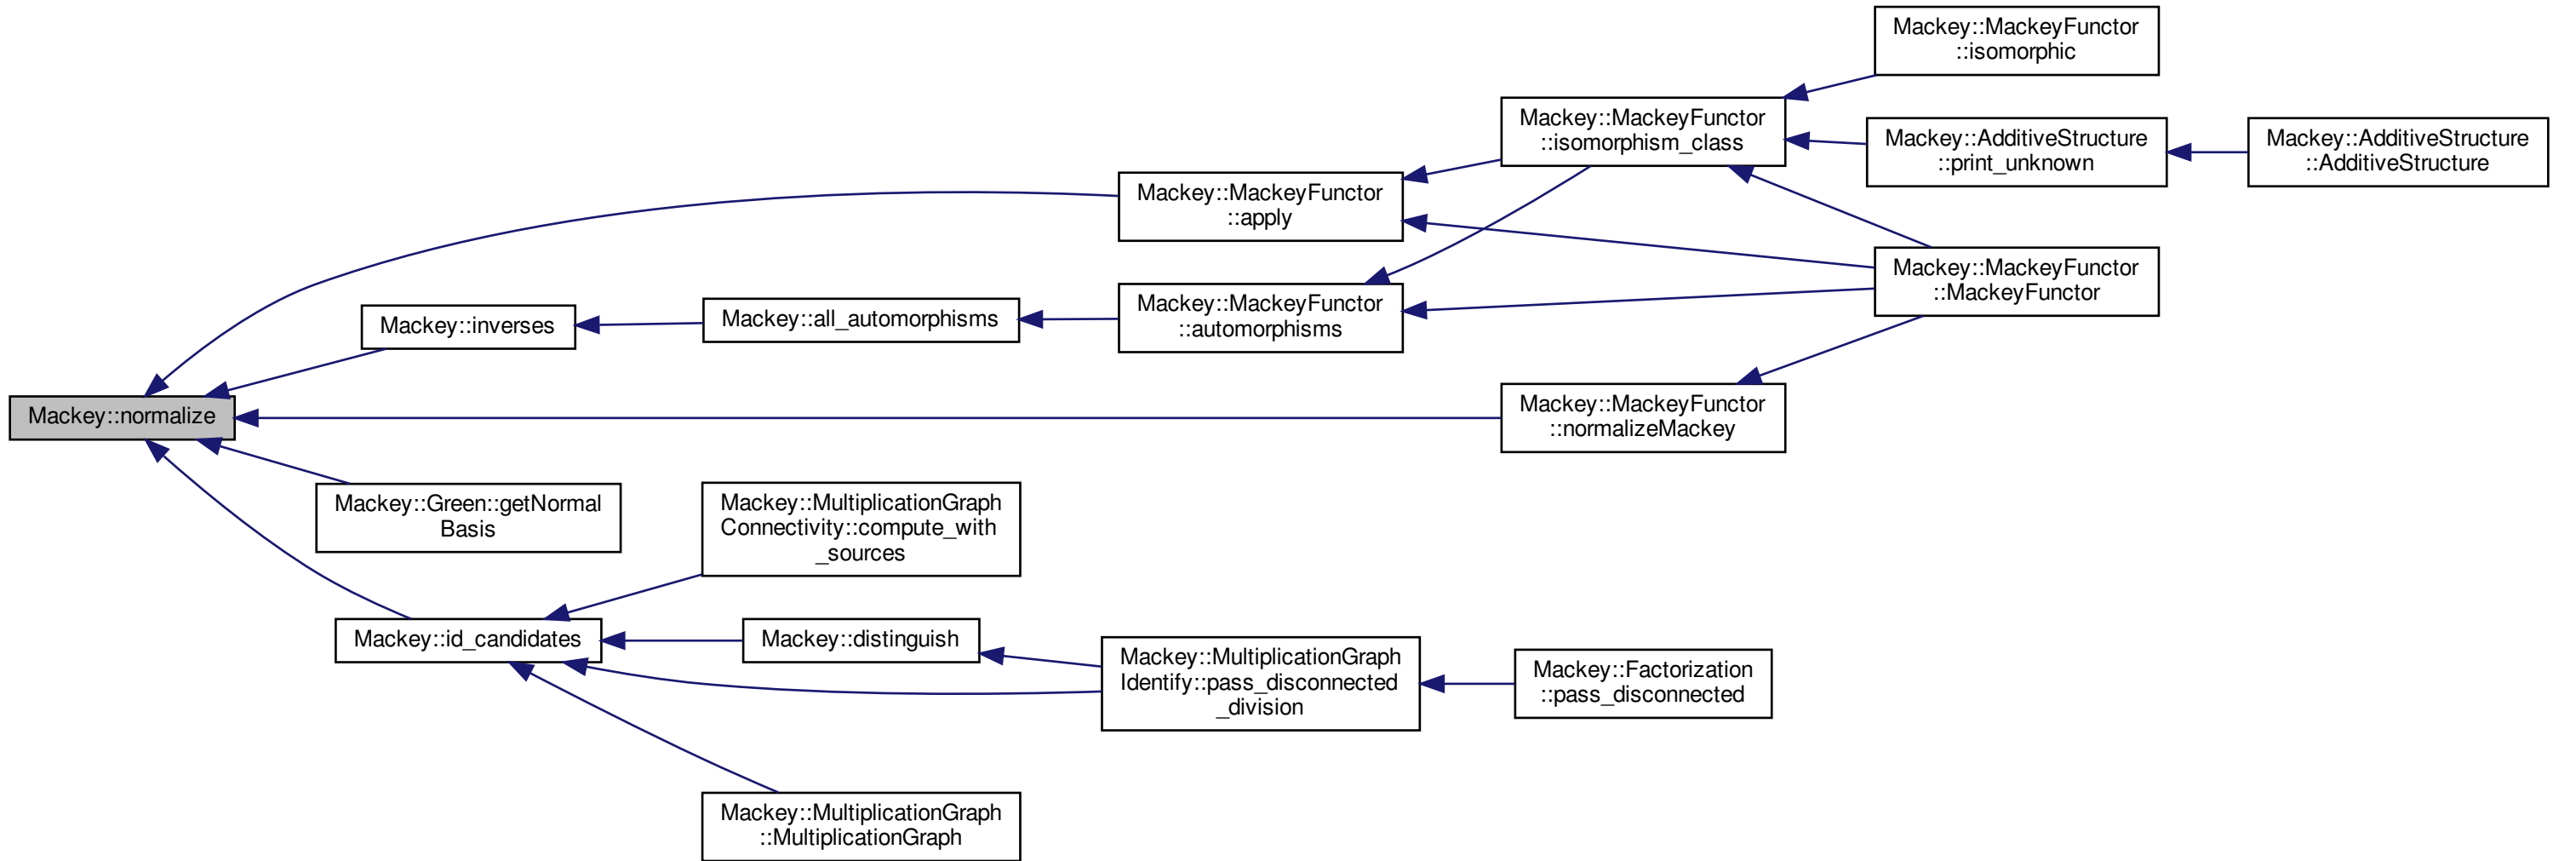 Mackey::MackeyFunctor
::isomorphic
Mackey::MackeyFunctor
::isomorphism_class
Mackey::AdditiveStructure
::print_unknown
Mackey::AdditiveStructure
::AdditiveStructure
Mackey::MackeyFunctor
::apply
Mackey::MackeyFunctor
::MackeyFunctor
Mackey::inverses
Mackey::all_automorphisms
Mackey::MackeyFunctor
::automorphisms
Mackey::normalize
Mackey::MackeyFunctor
::normalizeMackey
Mackey::Green::getNormal
Basis
Mackey::MultiplicationGraph
Connectivity::compute_with
_sources
Mackey::id_candidates
Mackey::distinguish
Mackey::MultiplicationGraph
Identify::pass_disconnected
_division
Mackey::Factorization
::pass_disconnected
Mackey::MultiplicationGraph
::MultiplicationGraph